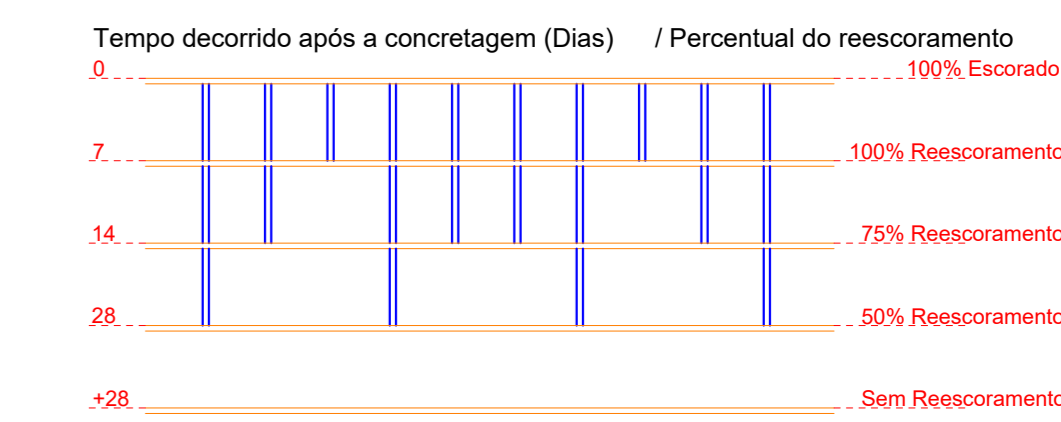 Tempo decorrido após a concretagem (Dias) / Percentual do reescoramento
0 100% Escorado
7 100% Reescoramento
14 75% Reescoramento
28 50% Reescoramento
+28 Sem Reescoramento